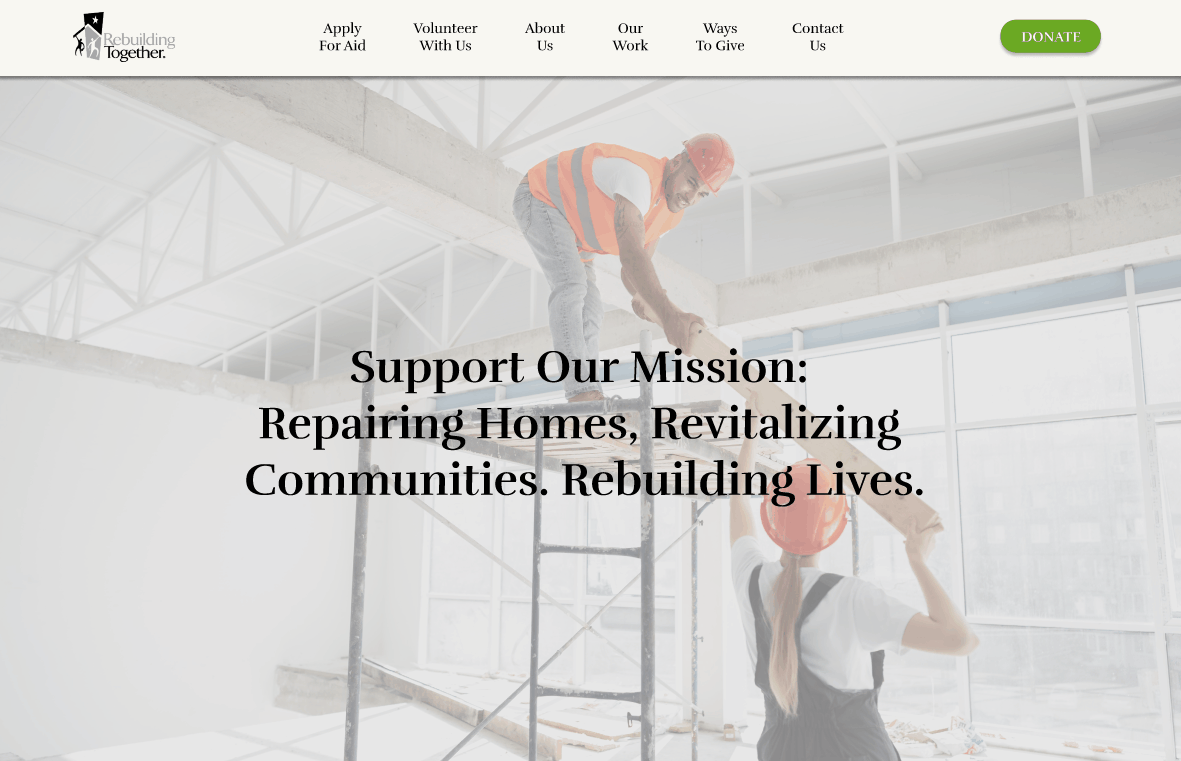 Rebuilding
Together.
Apply
For Aid
Volunteer
With Us
About
Us
Our
Work
Ways
To Give
Contact
Us
DONATE
Support Our Mission:
Repairing Homes, Revitalizing
Communities. Rebuilding Lives.